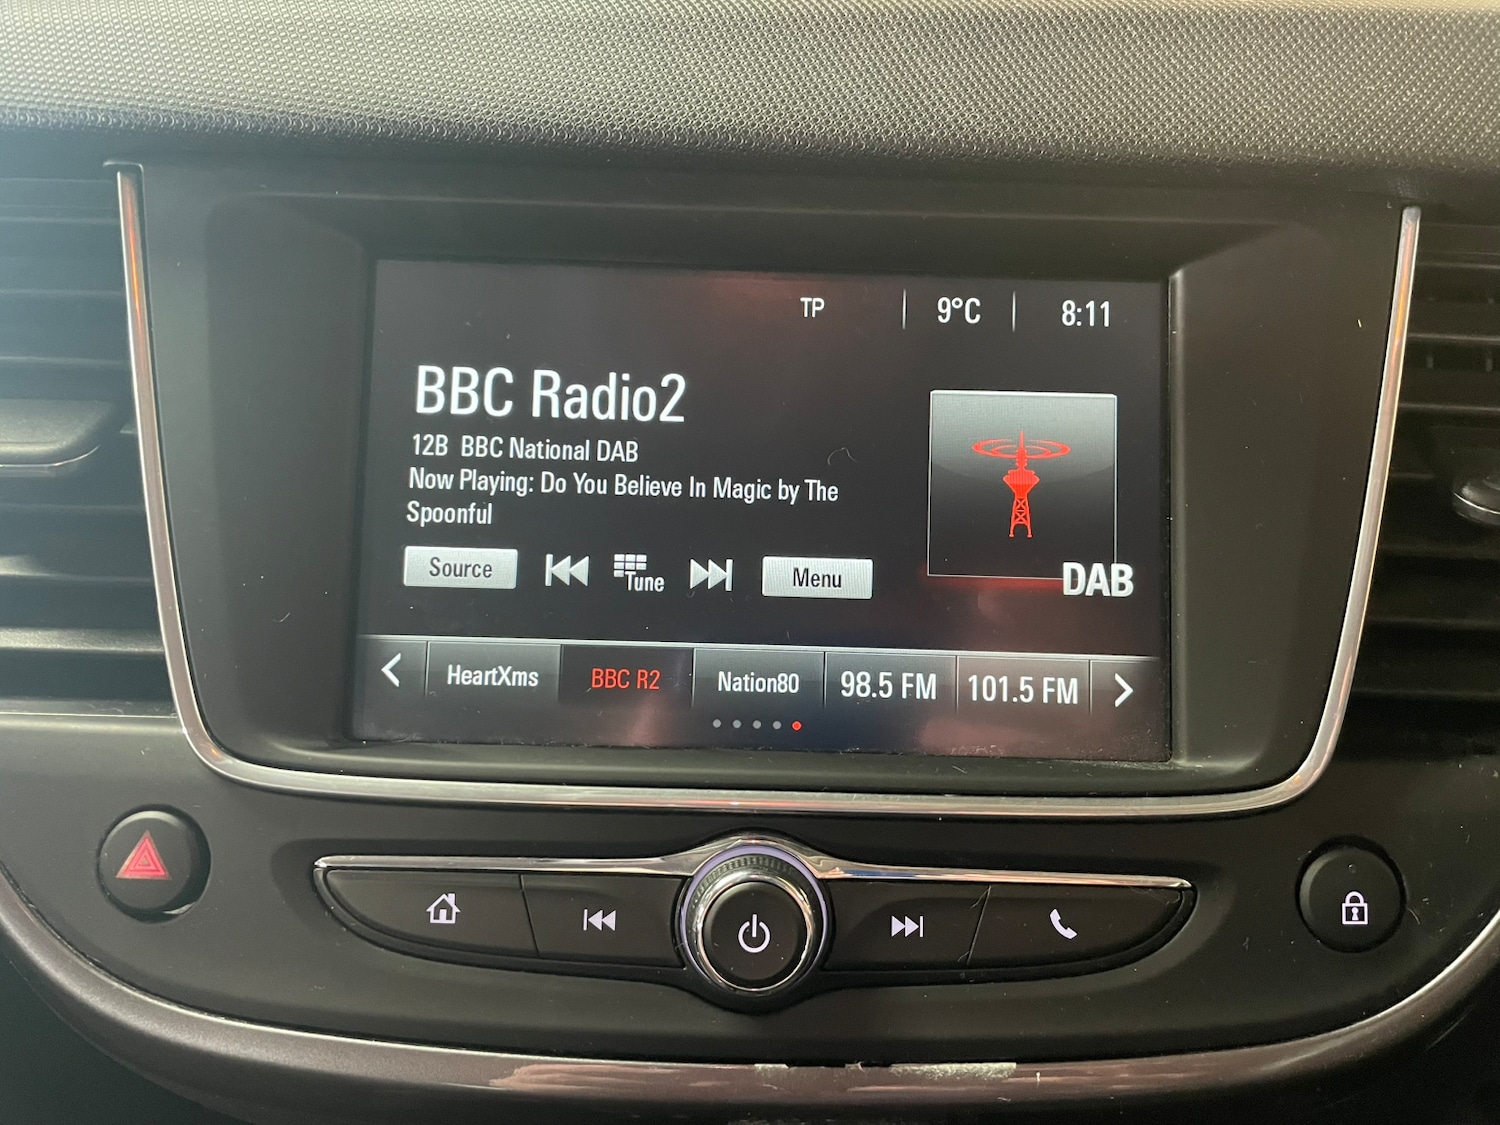 TP 9°C 8:11
BBC Radio2
12B BBC National DAB
Now Playing: Do You Believe In Magic by The
Spoonful
Source Tune Menu
DAB
HeartXms BBC R2 Nation80 98.5 FM 101.5 FM